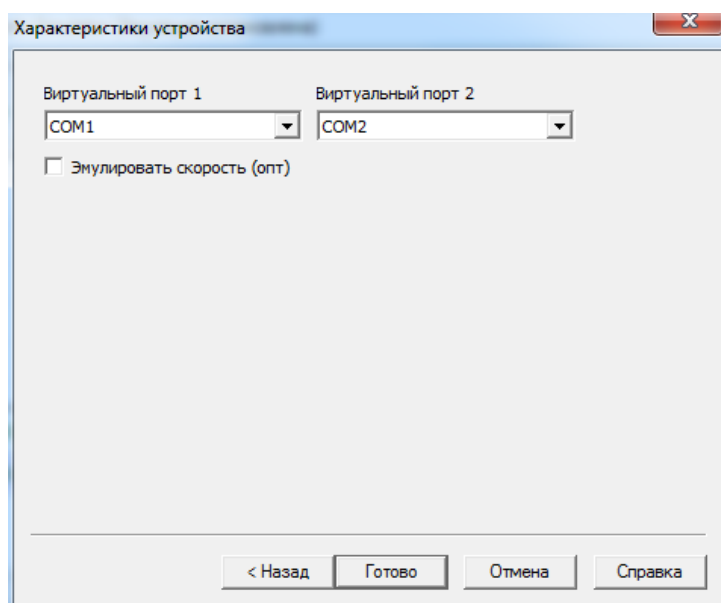 Характеристики устройства
Виртуальный порт 1 Виртуальный порт 2
COM1 COM2
Эмулировать скорость (опт)
< Назад Готово Отмена Справка